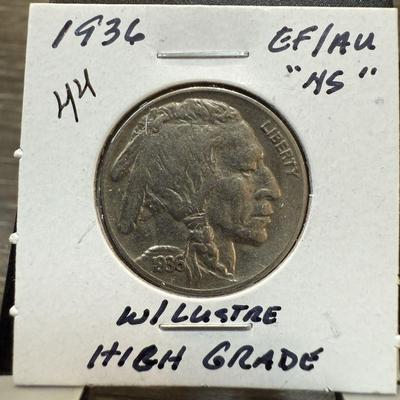 1936 EF/AU
"NS"
44
LIBERTY
1936
W/LUSTRE
HIGH GRADE